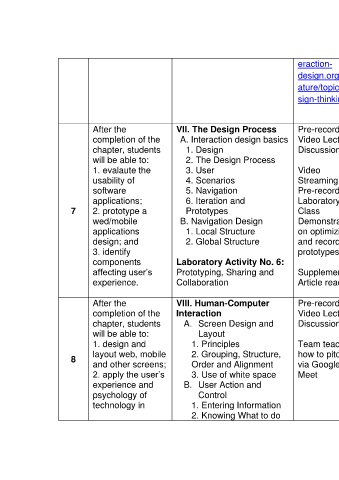 eraction-
design.org
ature/topic
sign-thinki
7
After the
completion of the
chapter, students
will be able to:
1. evalaute the
usability of
software
applications;
2. prototype a
wed/mobile
applications
design; and
3. identify
components
affecting user's
experience.
VII. The Design Process
A. Interaction design basics
1. Design
2. The Design Process
3. User
4. Scenarios
5. Navigation
6. Iteration and
Prototypes
B. Navigation Design
1. Local Structure
2. Global Structure
Laboratory Activity No. 6:
Prototyping, Sharing and
Collaboration
Pre-record
Video Lect
Discussion
Video
Streaming
Pre-record
Laboratory
Class
Demonstra
on optimizi
and record
prototypes
Supplemen
Article read
8
After the
completion of the
chapter, students
will be able to:
1. design and
layout web, mobile
and other screens;
2. apply the user's
experience and
psychology of
technology in
VIII. Human-Computer
Interaction
A. Screen Design and
Layout
1. Principles
2. Grouping, Structure,
Order and Alignment
3. Use of white space
B. User Action and
Control
1. Entering Information
2. Knowing What to do
Pre-record
Video Lect
Discussion
Team teac
how to pitc
via Google
Meet